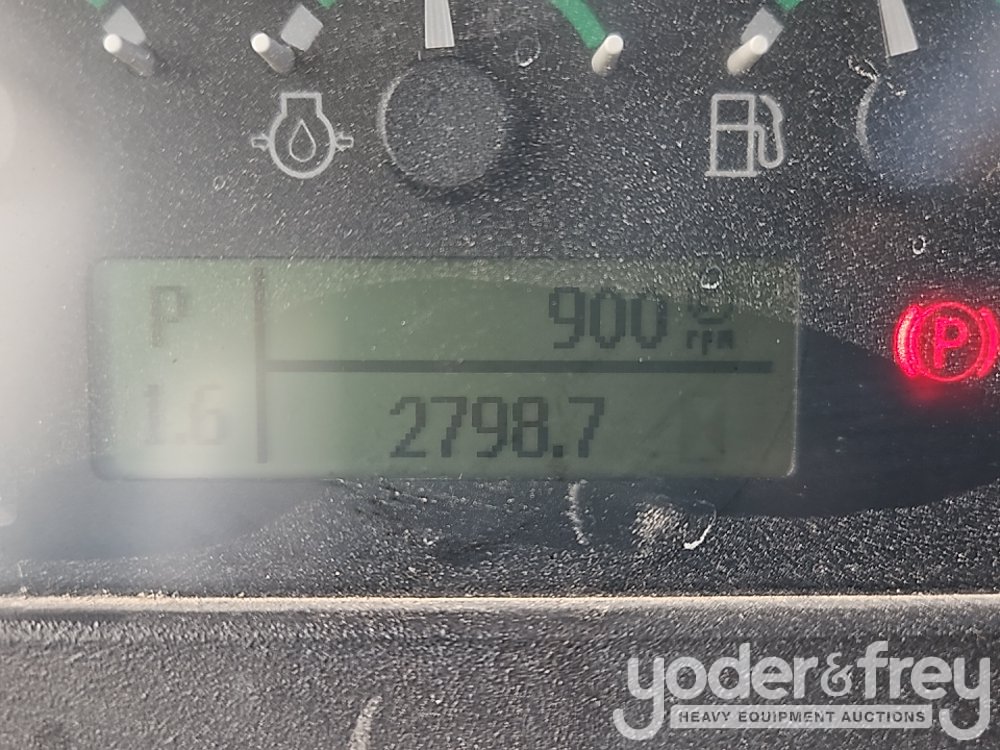 P
900 rpm
1.6
2798.7
P
yoder&frey
HEAVY EQUIPMENT AUCTIONS